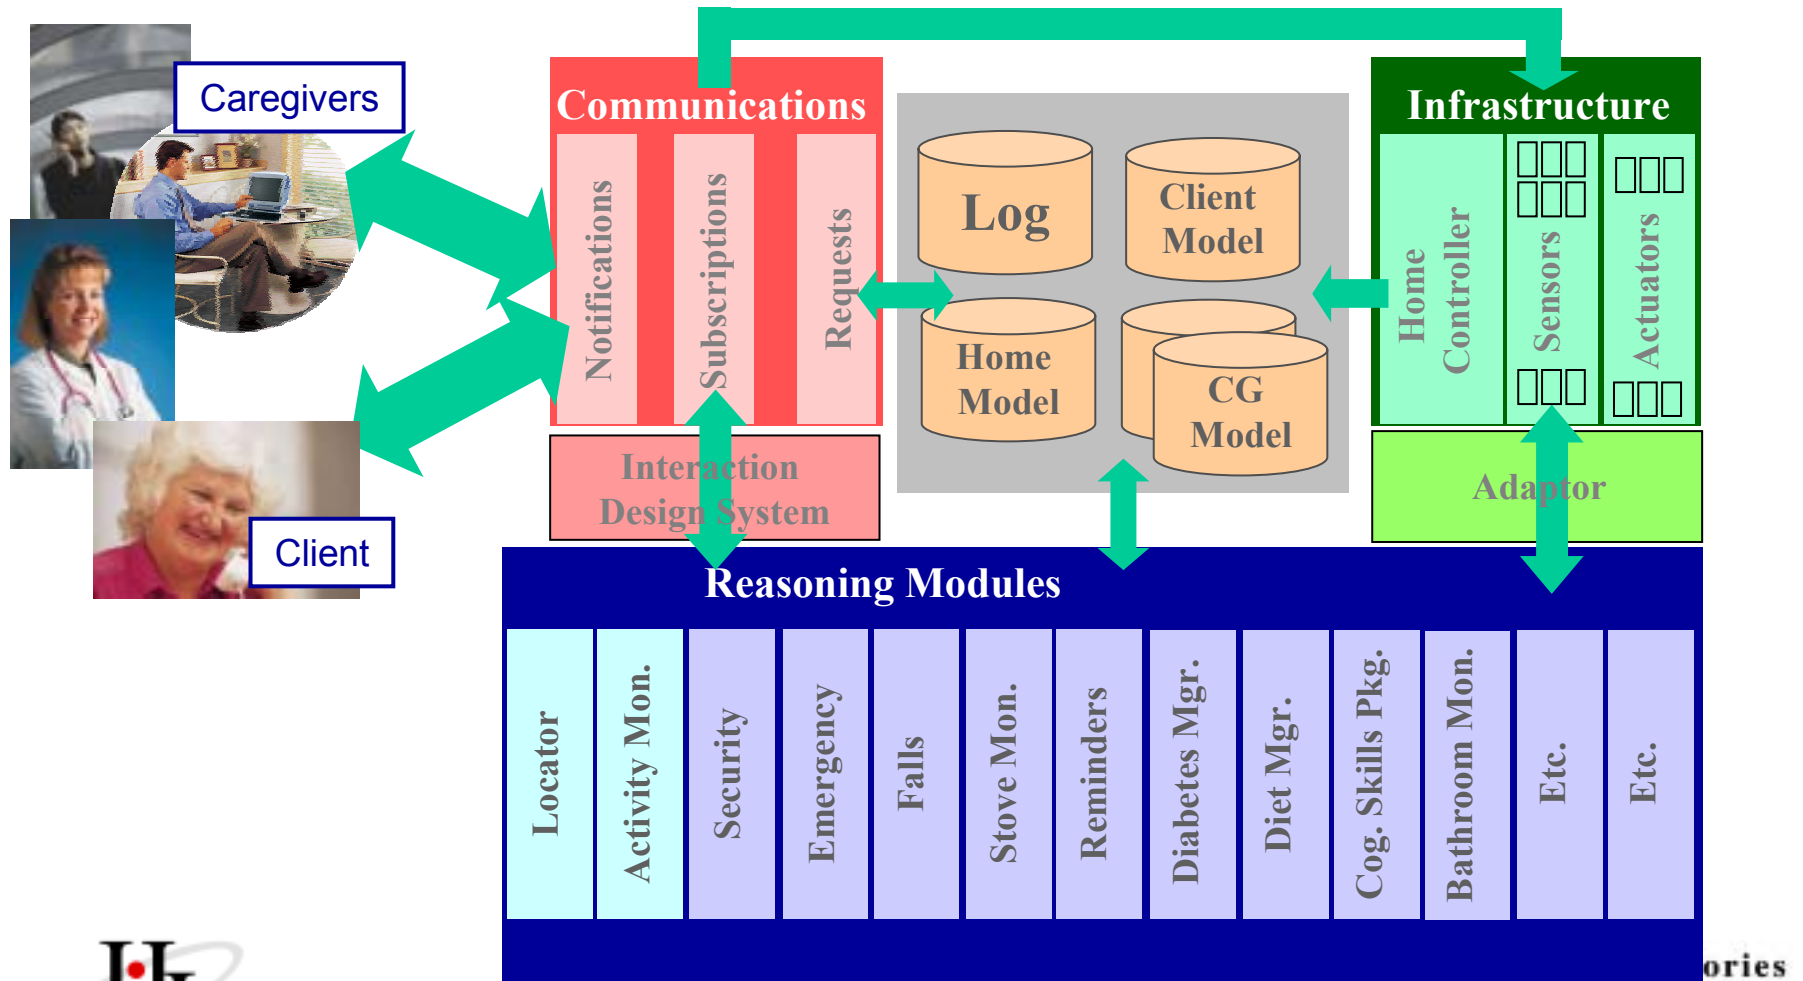 Caregivers
Client
Communications
Notifications
Subscriptions
Requests
Interaction
Design System
Log
Client
Model
Home
Model
CG
Model
Infrastructure
Home
Controller
Sensors
Actuators
Adaptor
Reasoning Modules
Locator
Activity Mon.
Security
Emergency
Falls
Stove Mon.
Reminders
Diabetes Mgr.
Diet Mgr.
Cog. Skills Pkg.
Bathroom Mon.
Etc.
Etc.
ories